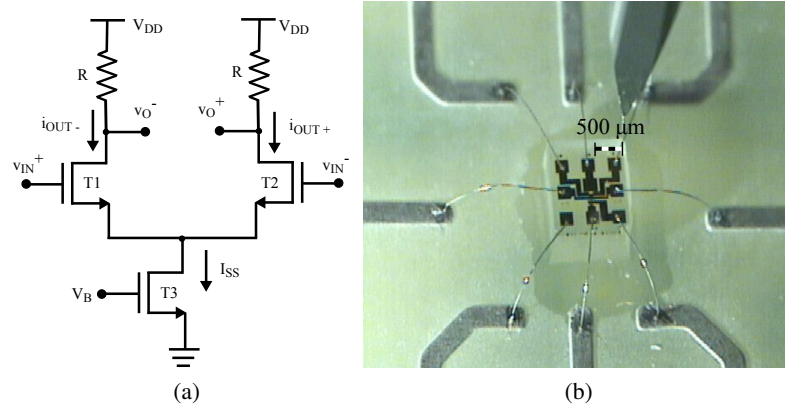 V_DD V_DD
R R
i_OUT - v_O^- v_O^+ i_OUT +
v_IN^+ T1 T2 v_IN^-
I_SS
V_B T3
500 μm
(a) (b)